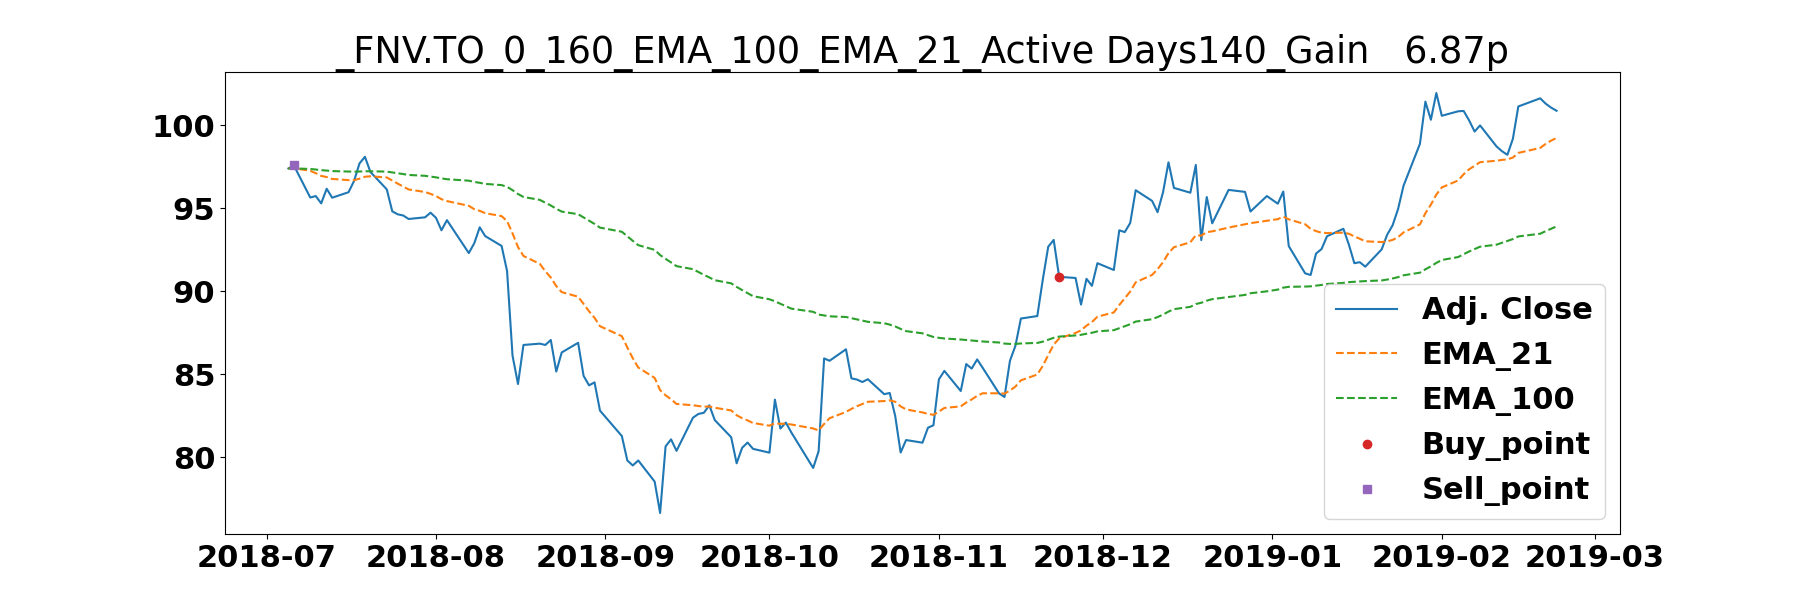 _FNV.TO_0_160_EMA_100_EMA_21_Active Days140_Gain   6.87p
100
95
90
85
80
Adj. Close
EMA_21
EMA_100
Buy_point
Sell_point
2018-07 2018-08 2018-09 2018-10 2018-11 2018-12 2019-01 2019-02 2019-03